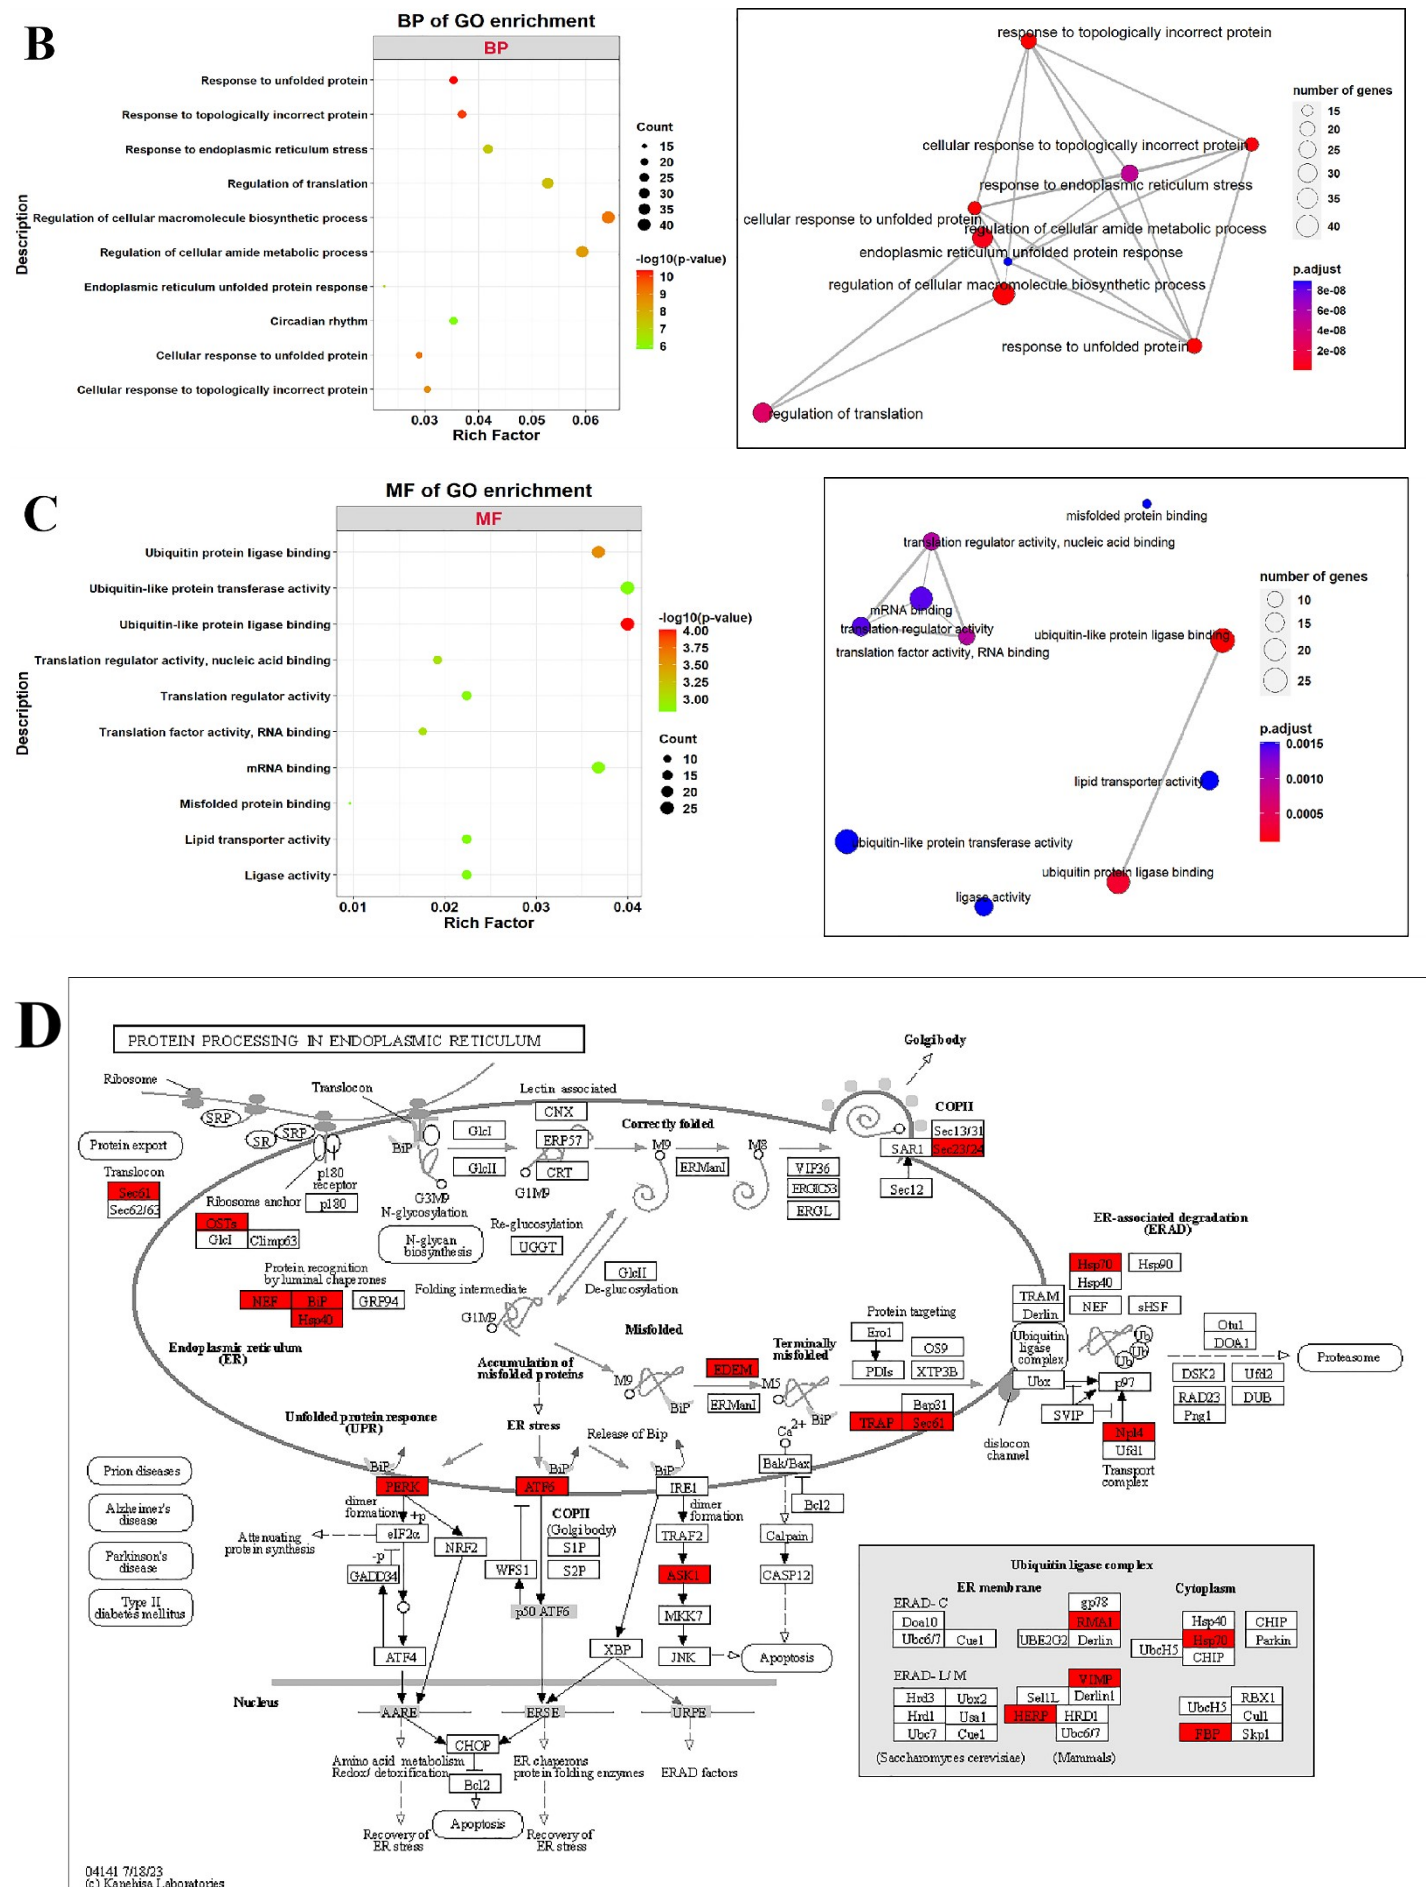 B
BP of GO enrichment
BP
Description
Response to unfolded protein
Response to topologically incorrect protein
Response to endoplasmic reticulum stress
Regulation of translation
Regulation of cellular macromolecule biosynthetic process
Regulation of cellular amide metabolic process
Endoplasmic reticulum unfolded protein response
Circadian rhythm
Cellular response to unfolded protein
Cellular response to topologically incorrect protein
0.03 0.04 0.05 0.06
Rich Factor
Count
15
20
25
30
35
40
-log10(p-value)
10
9
8
7
6
response to topologically incorrect protein
cellular response to topologically incorrect protein
response to endoplasmic reticulum stress
cellular response to unfolded protein
regulation of cellular amide metabolic process
endoplasmic reticulum unfolded protein response
regulation of cellular macromolecule biosynthetic process
response to unfolded protein
regulation of translation
number of genes
15
20
25
30
35
40
p.adjust
8e-08
6e-08
4e-08
2e-08
C
MF of GO enrichment
MF
Description
Ubiquitin protein ligase binding
Ubiquitin-like protein transferase activity
Ubiquitin-like protein ligase binding
Translation regulator activity, nucleic acid binding
Translation regulator activity
Translation factor activity, RNA binding
mRNA binding
Misfolded protein binding
Lipid transporter activity
Ligase activity
0.01 0.02 0.03 0.04
Rich Factor
-log10(p-value)
4.00
3.75
3.50
3.25
3.00
Count
10
15
20
25
misfolded protein binding
translation regulator activity, nucleic acid binding
mRNA binding
translation regulator activity
translation factor activity, RNA binding
ubiquitin-like protein ligase binding
lipid transporter activity
ubiquitin-like protein transferase activity
ubiquitin protein ligase binding
ligase activity
number of genes
10
15
20
25
p.adjust
0.0015
0.0010
0.0005
D
PROTEIN PROCESSING IN ENDOPLASMIC RETICULUM
Ribosome
SRP
SR
SRP
Translocon
BiP
Protein export
Translocon
Sec61
Sec62/63
p180
receptor
p180
Ribosome anchor
OSTs
GlcI Climp63
Protein recognition
by luminal chaperones
NEF BiP GRP94
Hsp40
Endoplasmic reticulum
(ER)
Lectin associated
CNX
GlcI
ERP57
GlcII
CRT
G3M9
G1M9
N-glycosylation
N-glycan
biosynthesis
Re-glucosylation
UGGT
Correctly folded
M9
ERManI
M8
VIP36
ERGIC53
ERGL
Golgi body
COPII
Sec13/31
SAR1 Sec23/24
Sec12
GlcII
De-glucosylation
Folding intermediate
G1M9
Misfolded
Accumulation of
misfolded proteins
M9
BiP
EDEM
ERManI
Terminally
misfolded
M5
BiP
Protein targeting
Ero1
PDIs
OS9
XTP3B
Bap31
TRAP Sec61
ER-associated degradation
(ERAD)
Hsp70 Hsp90
Hsp40
NEF sHSF
TRAM
Derlin
Ubiquitin
ligase
complex
Ub
Ub
Ub
Ubx
p97
SVIP
Npl4
Ufd1
Transport
complex
dislocon
channel
Otu1
DOA1
DSK2 Ufd2
RAD23 DUB
Png1
Proteasome
Unfolded protein responce
(UPR)
ER stress
Release of Bip
BiP
PERK
BiP
ATF6
BiP
IRE1
Ca2+
Bak/Bax
Bcl2
Calpain
CASP12
Prion diseases
Alzheimer's
disease
Parkinson's
disease
Type II
diabetes mellitus
dimer
formation
+p
eIF2α
Attenuating
protein synthesis
-p
GADD34
NRF2
ATF4
COPII
(Golgi body)
S1P
S2P
WFS1
p50 ATF6
dimer
formation
TRAF2
ASK1
MKK7
JNK
XBP
Apoptosis
Nucleus
AARE
ERSE
URPE
CHOP
Bcl2
Apoptosis
Amino acid metabolism
Redox/ detoxification
ER chaperons
protein folding enzymes
ERAD factors
Recovery of
ER stress
Recovery of
ER stress
Ubiquitin ligase complex
ER membrane
Cytoplasm
ERAD-C
Doa10
Ubc6/7 Cue1
gp78
RMA1
UBE2G2 Derlin
Hsp40
Hsp70
UbcH5
CHIP
CHIP
Parkin
ERAD-L/M
Hrd3 Ubx2
Hrd1 Usa1
Ubc7 Cue1
(Saccharomyces cerevisiae)
VIMP
Sel1L Derlin1
HERP HRD1
Ubc6/7
(Mammals)
UbcH5
RBX1
Cul1
FBP Skp1
04141 7/18/23
(c) Kanehisa Laboratories